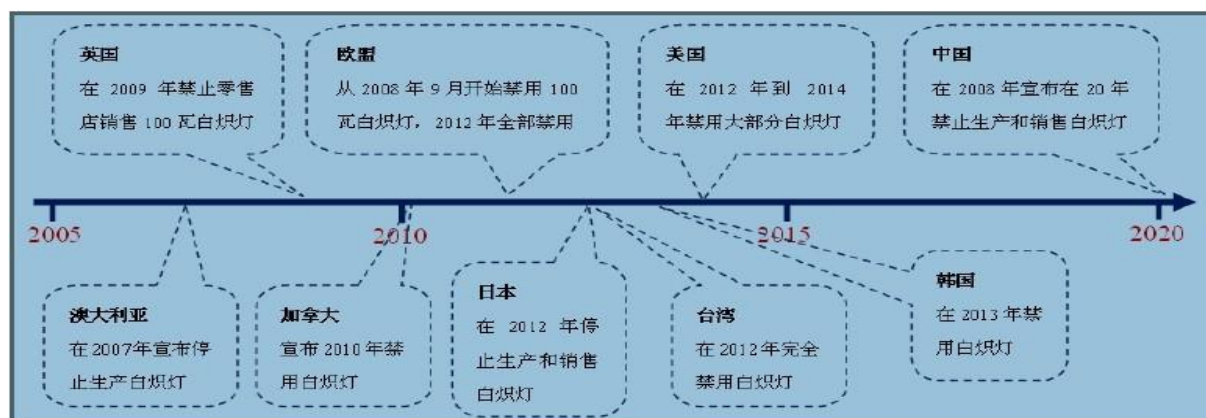 英国
在 2009 年禁止零售
店销售 100 瓦白炽灯
欧盟
从 2008 年 9 月开始禁用 100
瓦白炽灯，2012 年全部禁用
美国
在 2012 年到 2014
年禁用大部分白炽灯
中国
在 2008 年宣布在 20 年
禁止生产和销售白炽灯
2005
2010
2015
2020
澳大利亚
在2007年宣布停
止生产白炽灯
加拿大
宣布 2010 年禁
用白炽灯
日本
在 2012 年停
止生产和销售
白炽灯
台湾
在2012年完全
禁用白炽灯
韩国
在 2013 年禁
用白炽灯